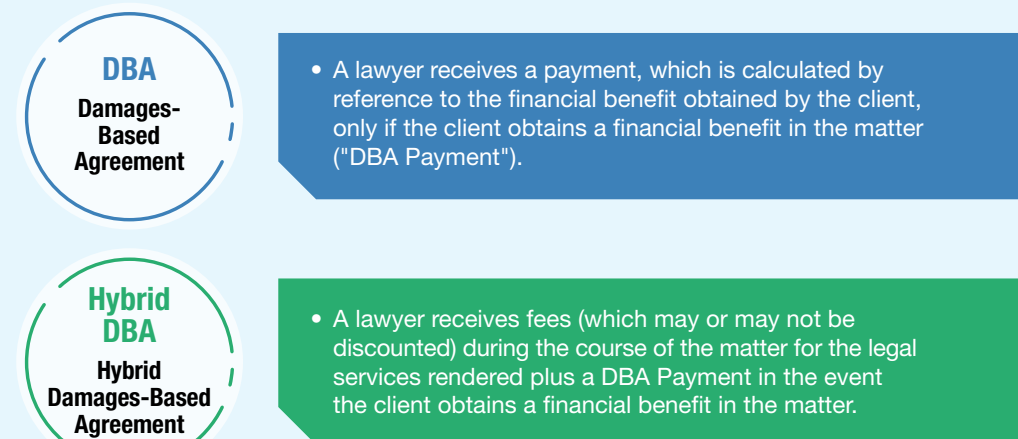 DBA
Damages-
Based
Agreement
• A lawyer receives a payment, which is calculated by
reference to the financial benefit obtained by the client,
only if the client obtains a financial benefit in the matter
("DBA Payment").
Hybrid
DBA
Hybrid
Damages-Based
Agreement
• A lawyer receives fees (which may or may not be
discounted) during the course of the matter for the legal
services rendered plus a DBA Payment in the event
the client obtains a financial benefit in the matter.